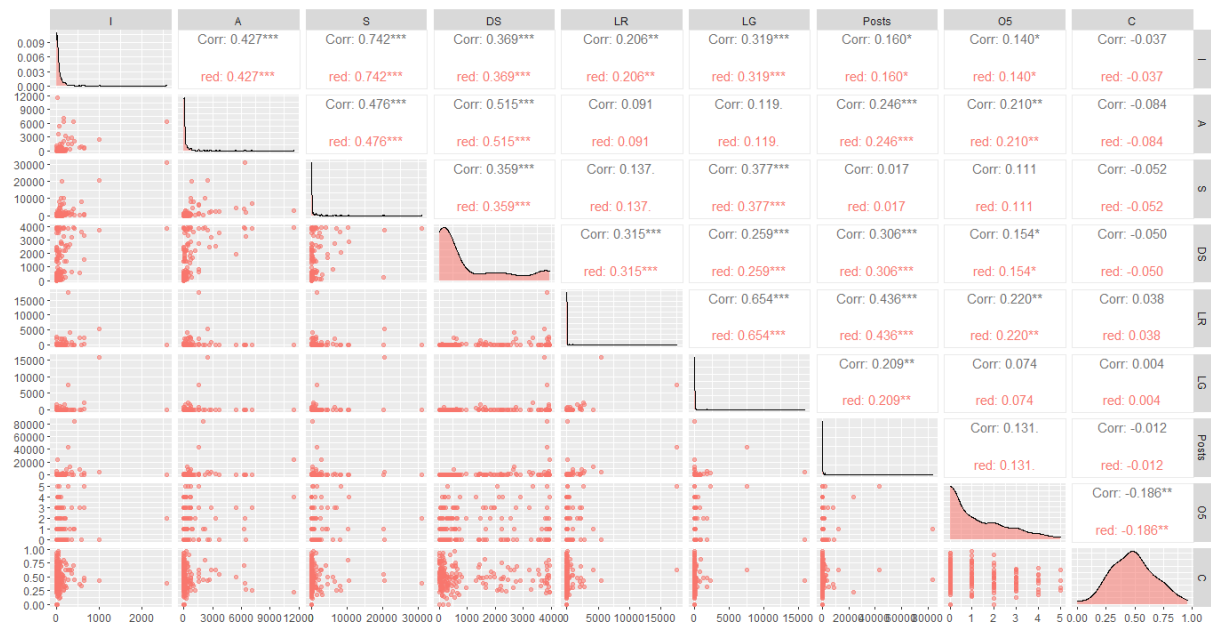 I A S DS LR LG Posts O5 C
0.009 Corr: 0.427*** Corr: 0.742*** Corr: 0.369*** Corr: 0.206** Corr: 0.319*** Corr: 0.160* Corr: 0.140* Corr: -0.037 I
0.006
0.003 red: 0.427*** red: 0.742*** red: 0.369*** red: 0.206** red: 0.319*** red: 0.160* red: 0.140* red: -0.037
0.000
12000
9000 Corr: 0.476*** Corr: 0.515*** Corr: 0.091 Corr: 0.119. Corr: 0.246*** Corr: 0.210** Corr: -0.084 A
6000
3000 red: 0.476*** red: 0.515*** red: 0.091 red: 0.119. red: 0.246*** red: 0.210** red: -0.084
0
30000 Corr: 0.359*** Corr: 0.137. Corr: 0.377*** Corr: 0.017 Corr: 0.111 Corr: -0.052 S
20000
10000 red: 0.359*** red: 0.137. red: 0.377*** red: 0.017 red: 0.111 red: -0.052
0
4000
3000 Corr: 0.315*** Corr: 0.259*** Corr: 0.306*** Corr: 0.154* Corr: -0.050 DS
2000
1000 red: 0.315*** red: 0.259*** red: 0.306*** red: 0.154* red: -0.050
0
15000 Corr: 0.654*** Corr: 0.436*** Corr: 0.220** Corr: 0.038 LR
10000
5000 red: 0.654*** red: 0.436*** red: 0.220** red: 0.038
0
15000 Corr: 0.209** Corr: 0.074 Corr: 0.004 LG
10000
5000 red: 0.209** red: 0.074 red: 0.004
0
80000 Corr: 0.131. Corr: -0.012 Posts
60000
40000
20000 red: 0.131. red: -0.012
0
5 Corr: -0.186** O5
4
3
2
1 red: -0.186**
0
1.00 C
0.75
0.50
0.25
0.00
0 1000 2000 0 3000 6000 9000 12000 0 10000 20000 30000 0 1000 2000 3000 4000 0 5000 10000 15000 0 5000 10000 15000 0 20000 40000 60000 80000 0 1 2 3 4 5 0.00 0.25 0.50 0.75 1.00